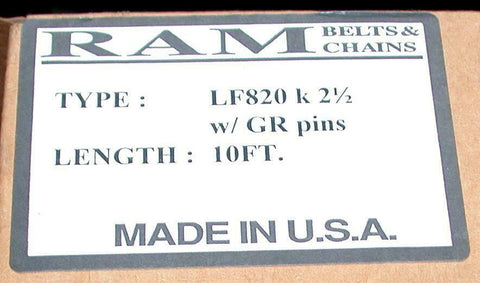 RAM BELTS & CHAINS
TYPE : LF820 k 2½
w/ GR pins
LENGTH : 10FT.
MADE IN U.S.A.